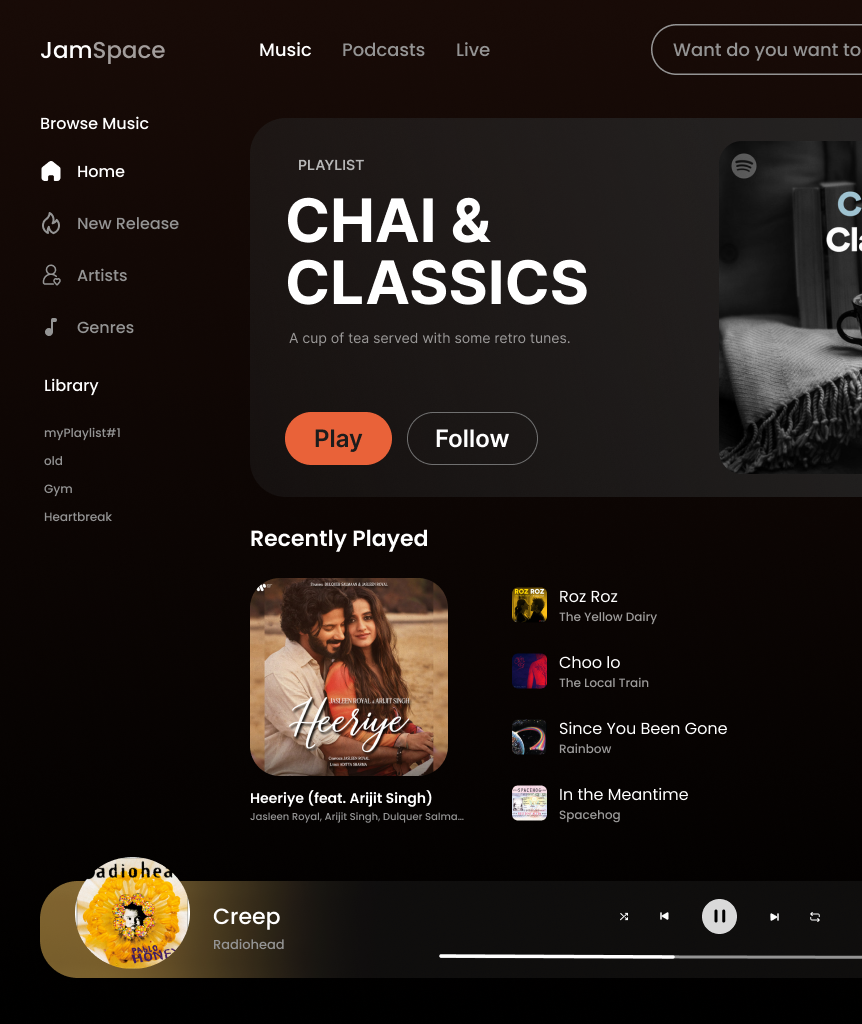 JamSpace
Music
Podcasts
Live
Want do you want to
Browse Music
Home
New Release
Artists
Genres
Library
myPlaylist#1
old
Gym
Heartbreak
PLAYLIST
CHAI &
CLASSICS
A cup of tea served with some retro tunes.
Play
Follow
C
Cla
Recently Played
JASLEEN ROYAL & ARIJIT SINGH
Heeriye
Heeriye (feat. Arijit Singh)
Jasleen Royal, Arijit Singh, Dulquer Salma...
ROZ ROZ
Roz Roz
The Yellow Dairy
Choo lo
The Local Train
Since You Been Gone
Rainbow
SPACEHOG
In the Meantime
Spacehog
adiohea
PABLO
HONEY
Creep
Radiohead